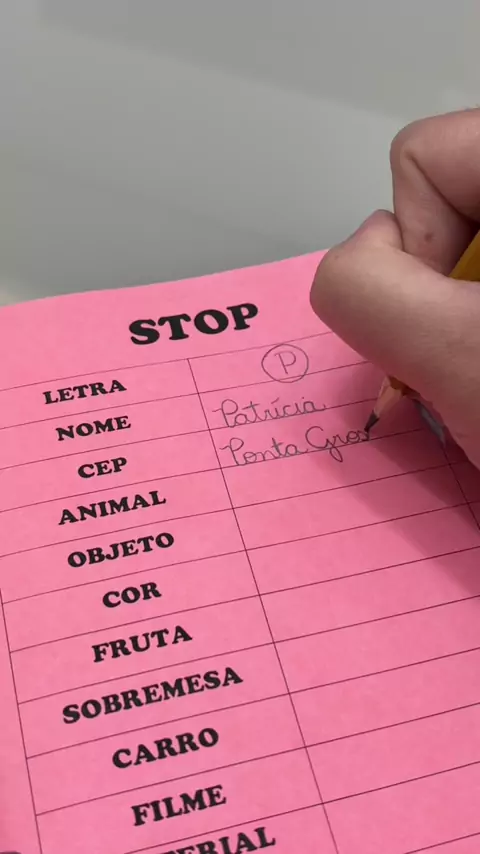 STOP
LETRA P
NOME Patrícia
CEP Ponta Gros
ANIMAL
OBJETO
COR
FRUTA
SOBREMESA
CARRO
FILME